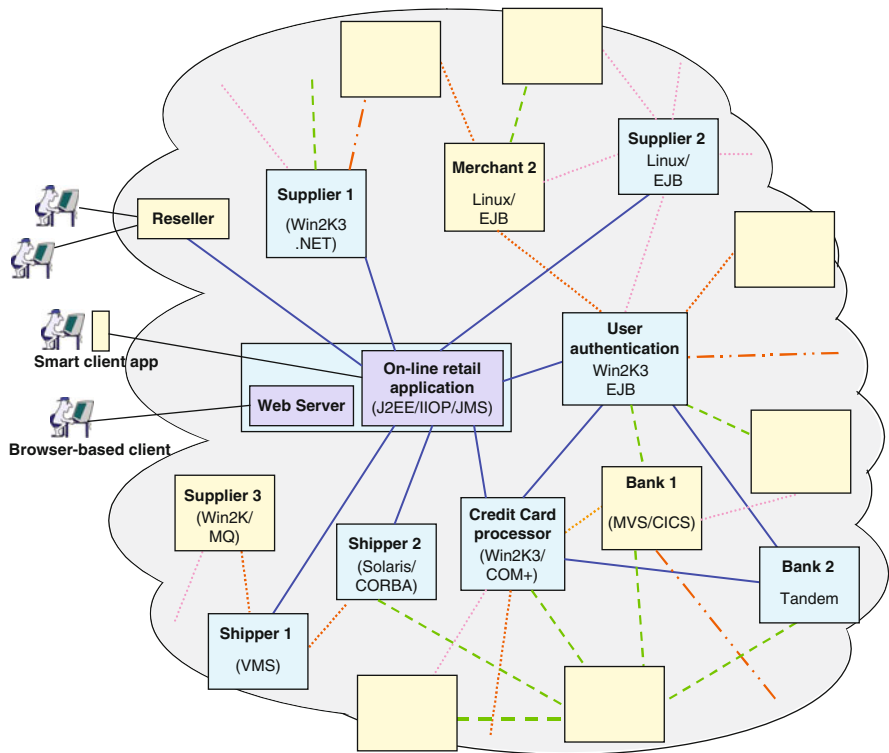 Supplier 2
Linux/
EJB
Merchant 2
Linux/
EJB
Supplier 1
(Win2K3
.NET)
Reseller
User
authentication
Win2K3
EJB
Smart client app
On-line retail
application
(J2EE/IIOP/JMS)
Web Server
Browser-based client
Supplier 3
(Win2K/
MQ)
Shipper 2
(Solaris/
CORBA)
Credit Card
processor
(Win2K3/
COM+)
Bank 1
(MVS/CICS)
Bank 2
Tandem
Shipper 1
(VMS)